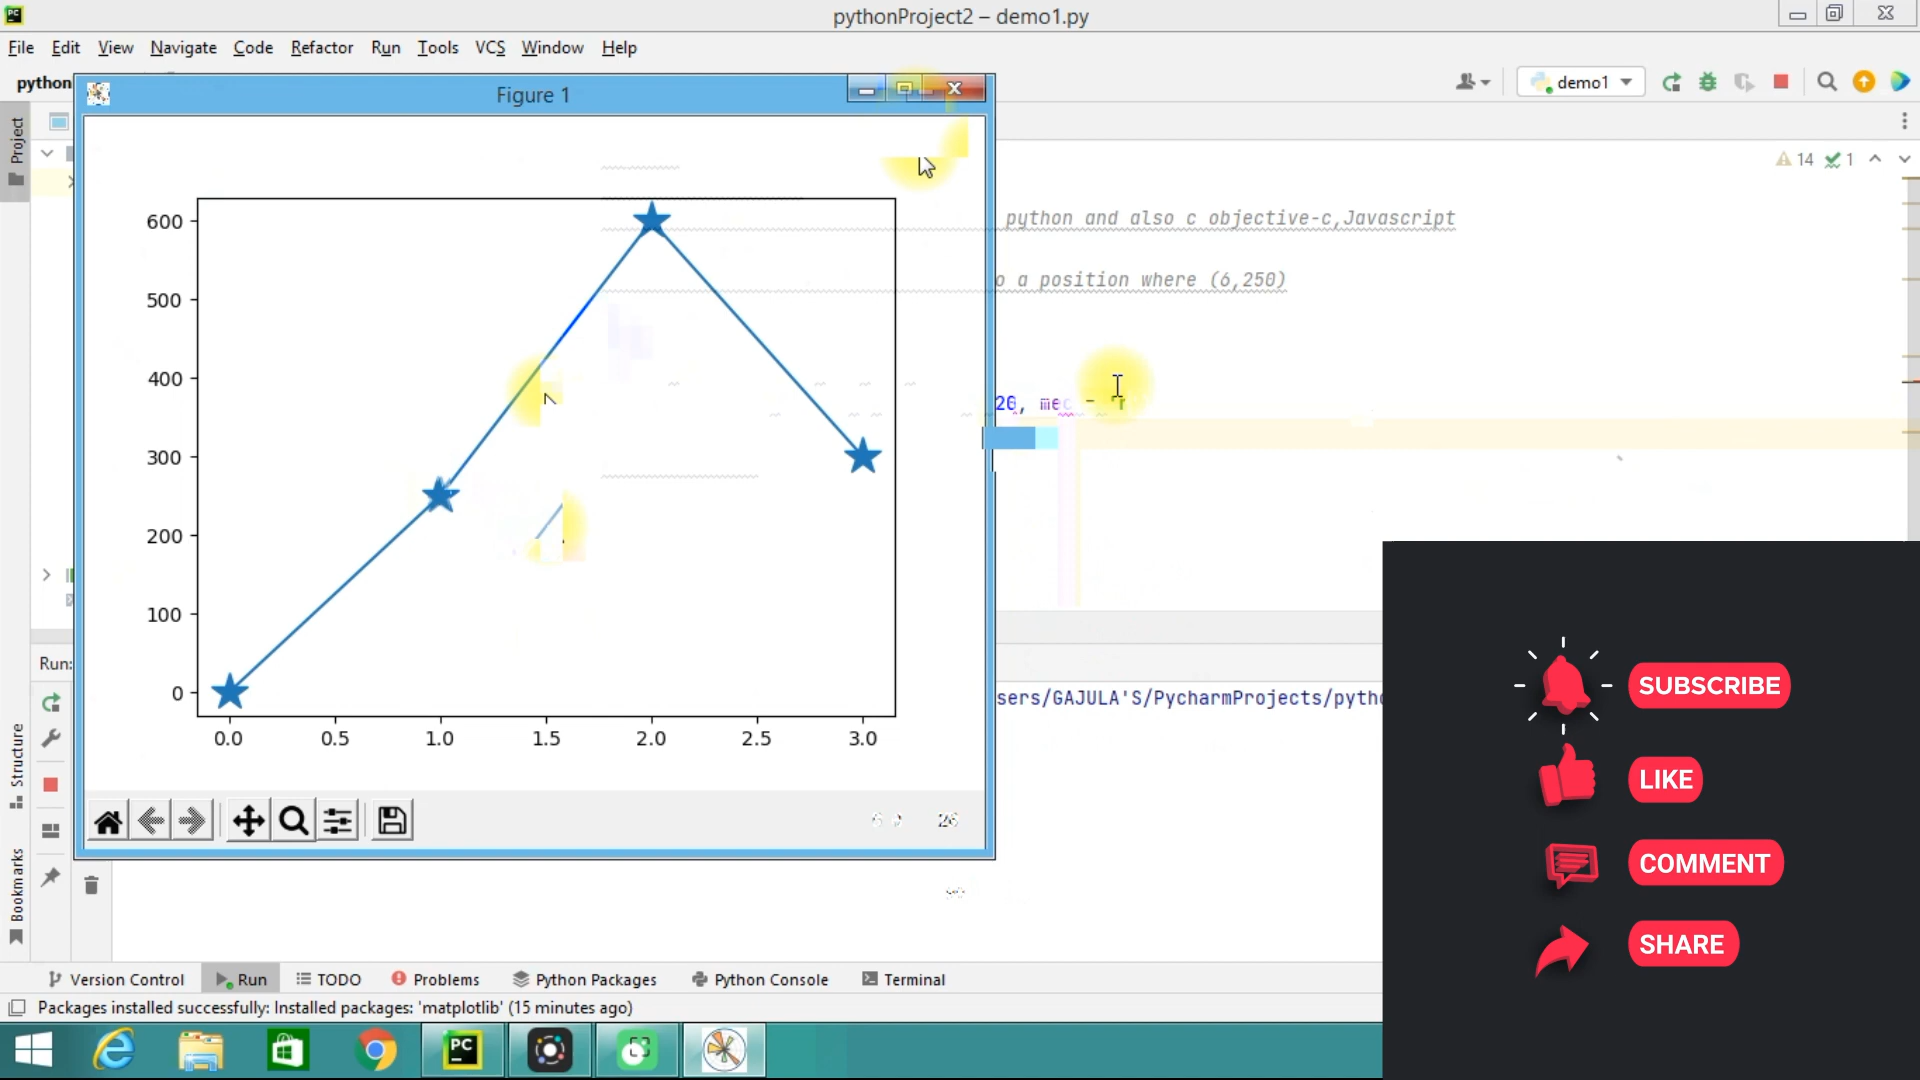 PC
pythonProject2 – demo1.py
File Edit View Navigate Code Refactor Run Tools VCS Window Help
python
Figure 1
demo1
Project
14 1
python and also c objective-c,Javascript
o a position where (6,250)
20, mec = 'r
600
500
400
300
200
100
0
0.0 0.5 1.0 1.5 2.0 2.5 3.0
Run:
sers/GAJULA'S/PycharmProjects/pytho
Structure
Bookmarks
SUBSCRIBE
LIKE
COMMENT
SHARE
Version Control Run TODO Problems Python Packages Python Console Terminal
Packages installed successfully: Installed packages: 'matplotlib' (15 minutes ago)
PC